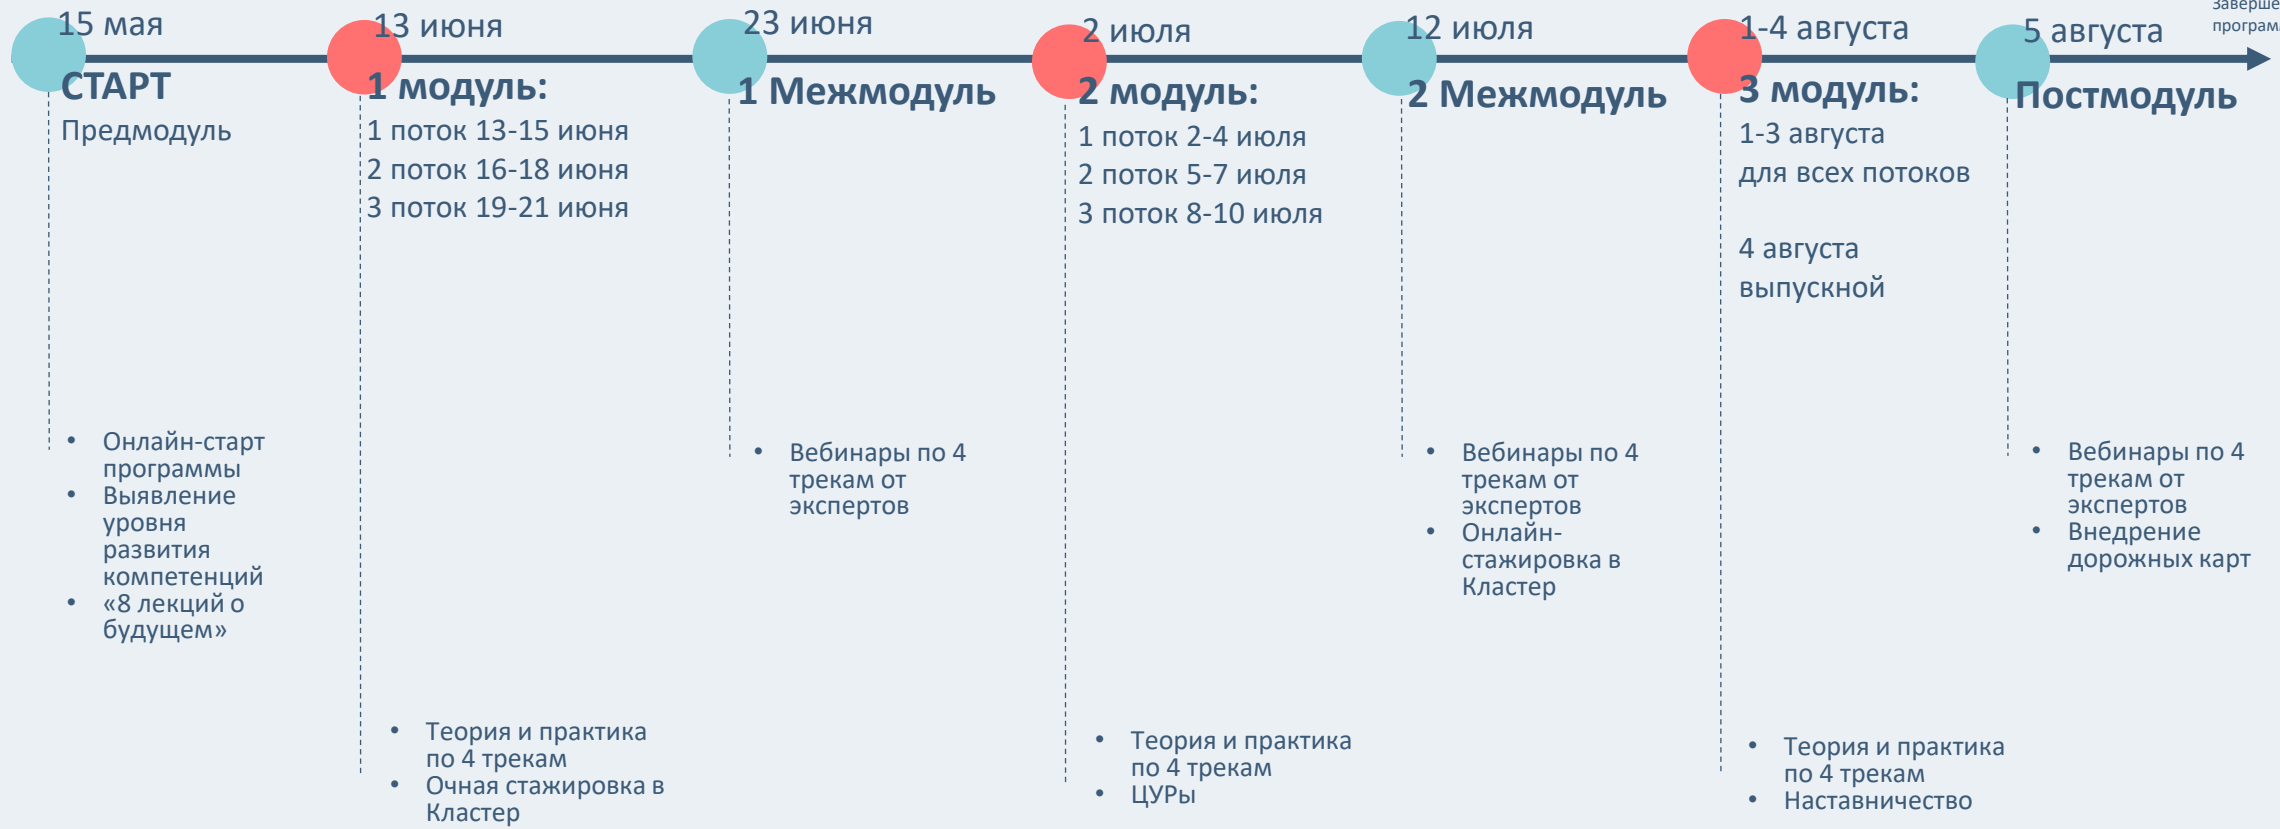 15 мая
СТАРТ
Предмодуль
• Онлайн-старт
программы
• Выявление
уровня
развития
компетенций
• «8 лекций о
будущем»
13 июня
1 модуль:
1 поток 13-15 июня
2 поток 16-18 июня
3 поток 19-21 июня
• Теория и практика
по 4 трекам
• Очная стажировка в
Кластер
23 июня
1 Межмодуль
• Вебинары по 4
трекам от
экспертов
2 июля
2 модуль:
1 поток 2-4 июля
2 поток 5-7 июля
3 поток 8-10 июля
• Теория и практика
по 4 трекам
• ЦУРы
12 июля
2 Межмодуль
• Вебинары по 4
трекам от
экспертов
• Онлайн-
стажировка в
Кластер
1-4 августа
3 модуль:
1-3 августа
для всех потоков
4 августа
выпускной
• Теория и практика
по 4 трекам
• Наставничество
5 августа
Постмодуль
• Вебинары по 4
трекам от
экспертов
• Внедрение
дорожных карт